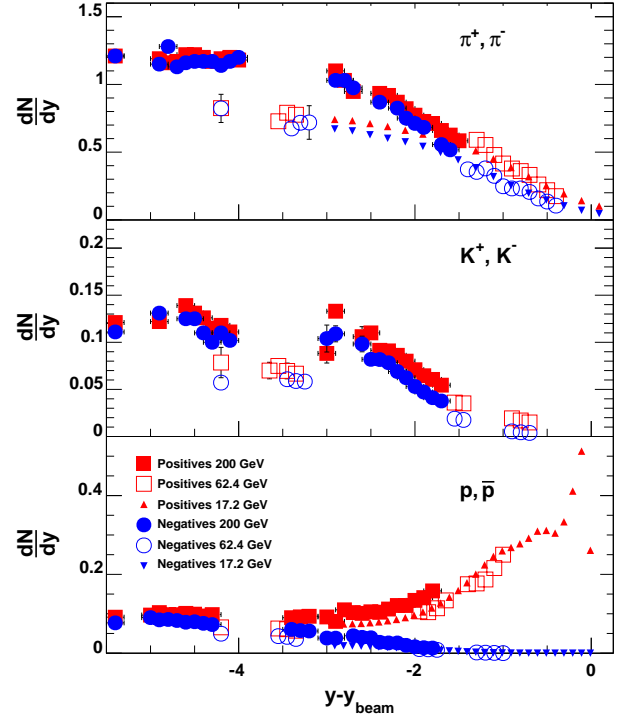 1.5
π+, π-
1
dN
dy
0.5
0
0.2
K+, K-
0.15
dN
dy
0.1
0.05
0
Positives 200 GeV
p, p̅
Positives 62.4 GeV
0.4
Positives 17.2 GeV
dN
dy
Negatives 200 GeV
Negatives 62.4 GeV
Negatives 17.2 GeV
0.2
0
-4 -2 0
y-ybeam